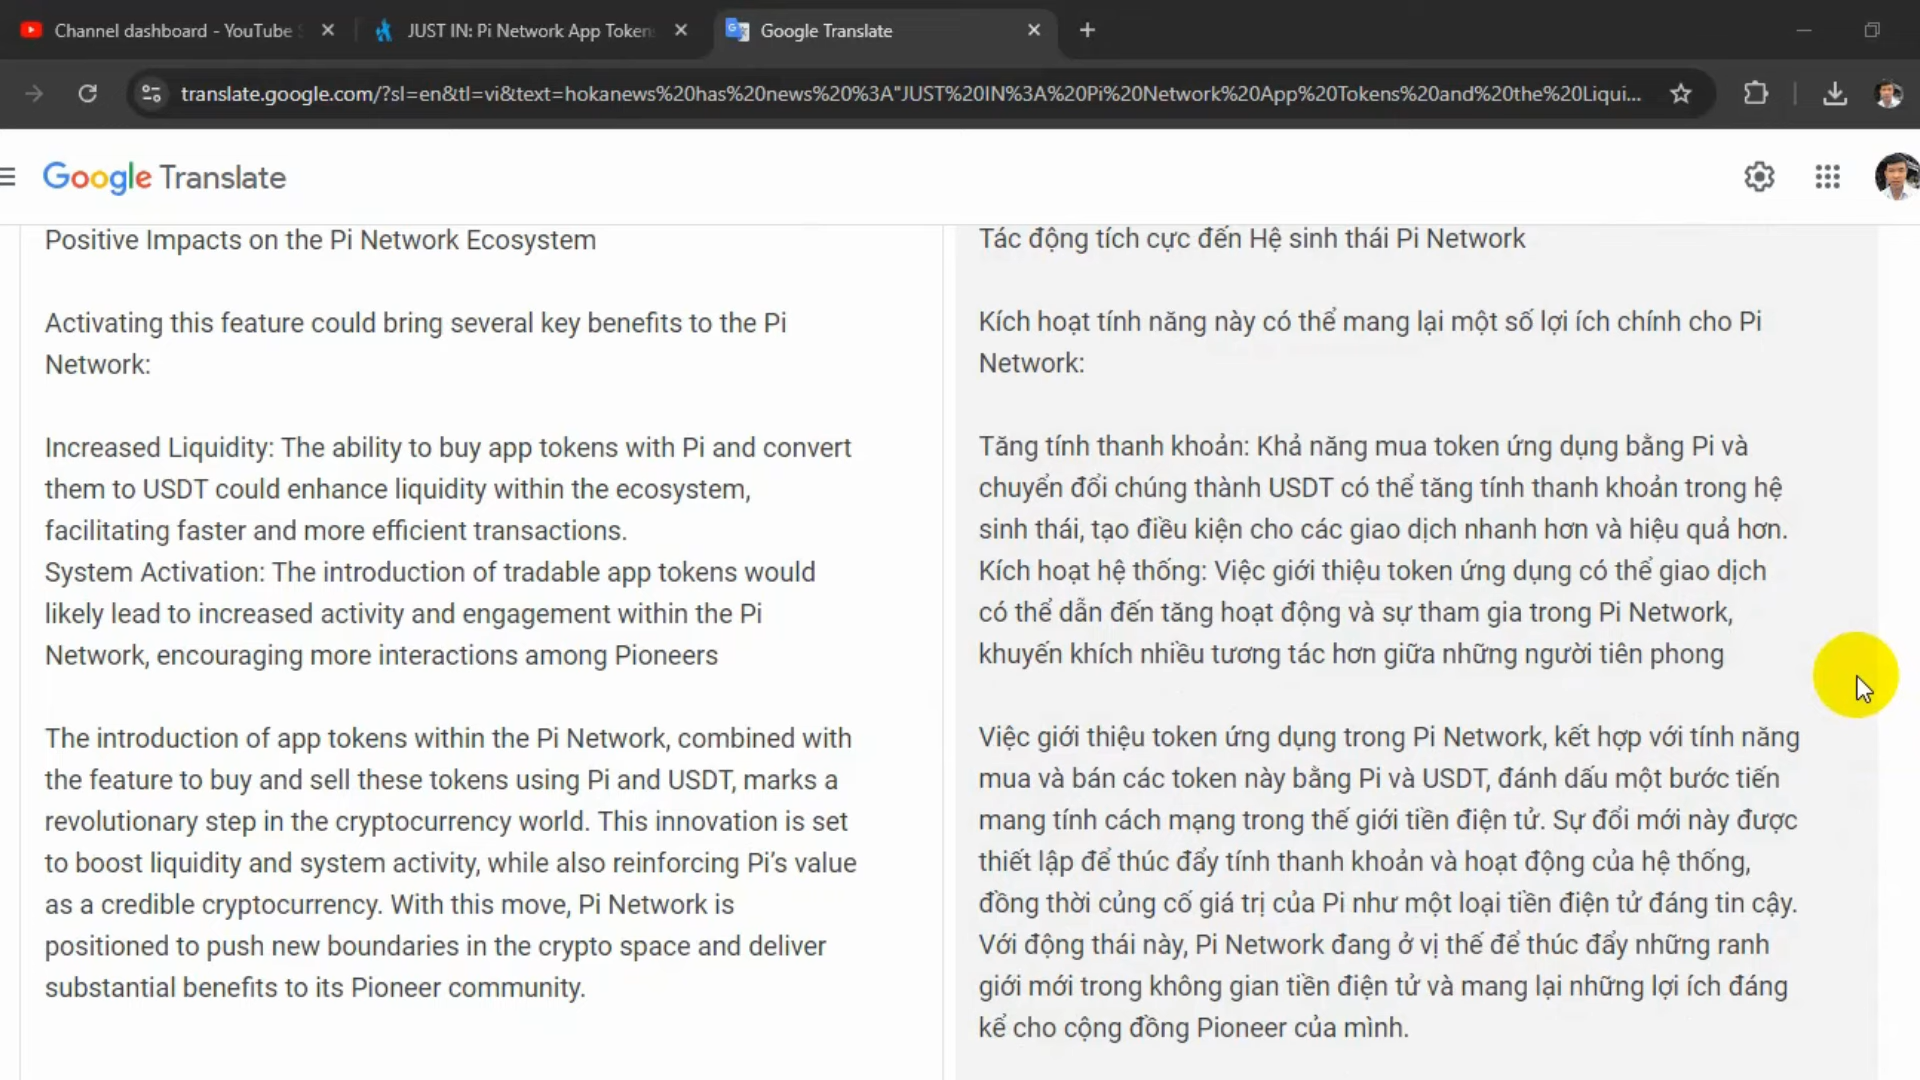 Channel dashboard - YouTube
JUST IN: Pi Network App Token
Google Translate
translate.google.com/?sl=en&tl=vi&text=hokanews%20has%20news%20%3A"JUST%20IN%3A%20Pi%20Network%20App%20Tokens%20and%20the%20Liqui...
Google Translate
Positive Impacts on the Pi Network Ecosystem
Activating this feature could bring several key benefits to the Pi
Network:
Increased Liquidity: The ability to buy app tokens with Pi and convert
them to USDT could enhance liquidity within the ecosystem,
facilitating faster and more efficient transactions.
System Activation: The introduction of tradable app tokens would
likely lead to increased activity and engagement within the Pi
Network, encouraging more interactions among Pioneers
The introduction of app tokens within the Pi Network, combined with
the feature to buy and sell these tokens using Pi and USDT, marks a
revolutionary step in the cryptocurrency world. This innovation is set
to boost liquidity and system activity, while also reinforcing Pi’s value
as a credible cryptocurrency. With this move, Pi Network is
positioned to push new boundaries in the crypto space and deliver
substantial benefits to its Pioneer community.
Tác động tích cực đến Hệ sinh thái Pi Network
Kích hoạt tính năng này có thể mang lại một số lợi ích chính cho Pi
Network:
Tăng tính thanh khoản: Khả năng mua token ứng dụng bằng Pi và
chuyển đổi chúng thành USDT có thể tăng tính thanh khoản trong hệ
sinh thái, tạo điều kiện cho các giao dịch nhanh hơn và hiệu quả hơn.
Kích hoạt hệ thống: Việc giới thiệu token ứng dụng có thể giao dịch
có thể dẫn đến tăng hoạt động và sự tham gia trong Pi Network,
khuyến khích nhiều tương tác hơn giữa những người tiên phong
Việc giới thiệu token ứng dụng trong Pi Network, kết hợp với tính năng
mua và bán các token này bằng Pi và USDT, đánh dấu một bước tiến
mang tính cách mạng trong thế giới tiền điện tử. Sự đổi mới này được
thiết lập để thúc đẩy tính thanh khoản và hoạt động của hệ thống,
đồng thời củng cố giá trị của Pi như một loại tiền điện tử đáng tin cậy.
Với động thái này, Pi Network đang ở vị thế để thúc đẩy những ranh
giới mới trong không gian tiền điện tử và mang lại những lợi ích đáng
kể cho cộng đồng Pioneer của mình.